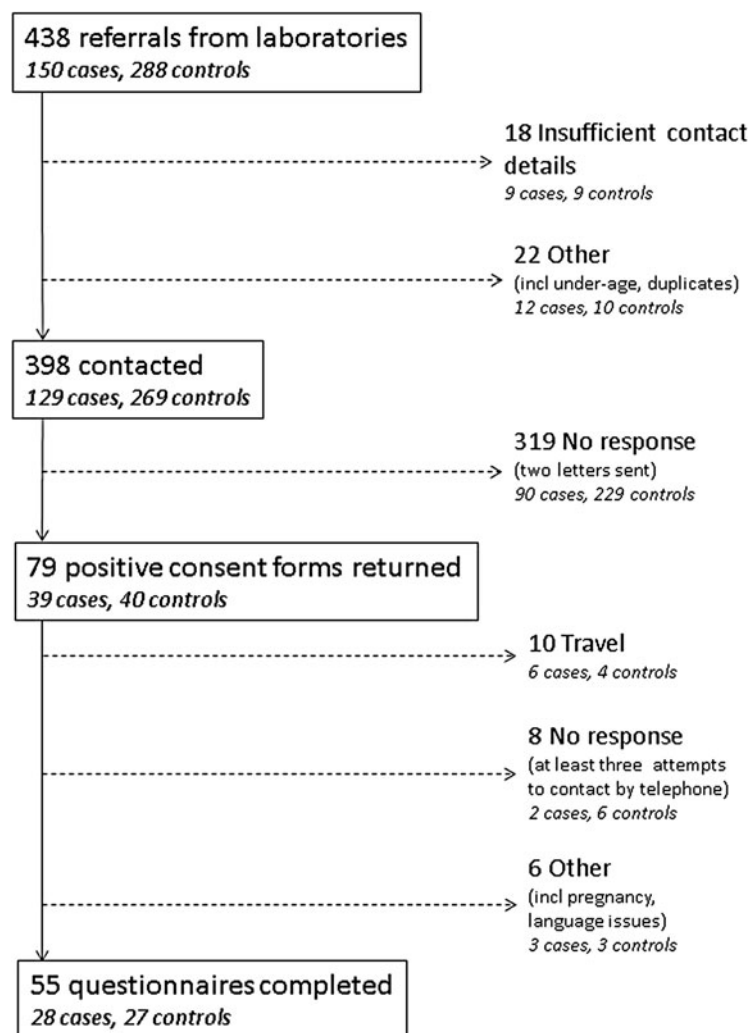 438 referrals from laboratories
150 cases, 288 controls
18 Insufficient contact
details
9 cases, 9 controls
22 Other
(incl under-age, duplicates)
12 cases, 10 controls
398 contacted
129 cases, 269 controls
319 No response
(two letters sent)
90 cases, 229 controls
79 positive consent forms returned
39 cases, 40 controls
10 Travel
6 cases, 4 controls
8 No response
(at least three attempts
to contact by telephone)
2 cases, 6 controls
6 Other
(incl pregnancy,
language issues)
3 cases, 3 controls
55 questionnaires completed
28 cases, 27 controls